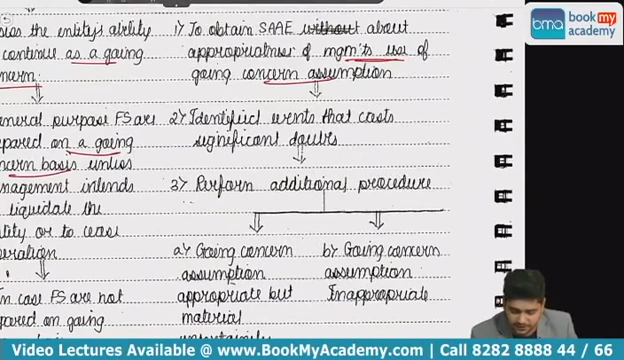 the entity's ability
continue as a going
concern
general purpose FS are
prepared on a going
concern basis unless
management intends
liquidate the
entity or to cease
operation
In case FS are not
prepared on going
1) To obtain SAAE without about
appropriatness of mgm'ts use of
going concern assumption
2) Identified events that casts
significant doubts
3) Perform additional procedure
a) Going concern
assumption
appropriate but
material
uncertainity
b) Going concern
assumption
Inappropriate
bma
book my
academy
Video Lectures Available @ www.BookMyAcademy.com | Call 8282 8888 44 / 66